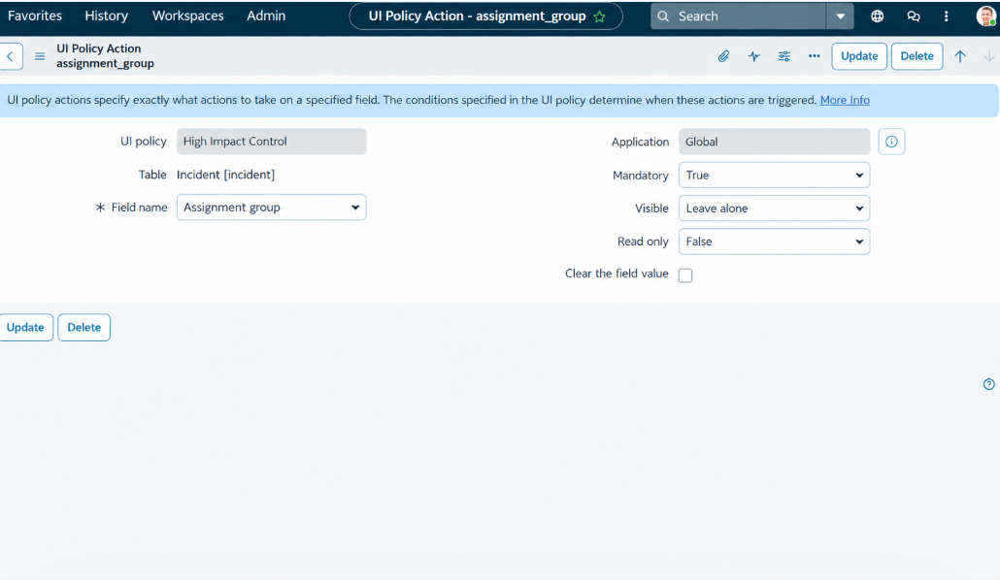 Favorites History Workspaces Admin UI Policy Action - assignment_group Search
UI Policy Action
assignment_group
Update Delete
UI policy actions specify exactly what actions to take on a specified field. The conditions specified in the UI policy determine when these actions are triggered. More Info
UI policy High Impact Control
Application Global
Table Incident [incident]
Mandatory True
* Field name Assignment group
Visible Leave alone
Read only False
Clear the field value
Update Delete